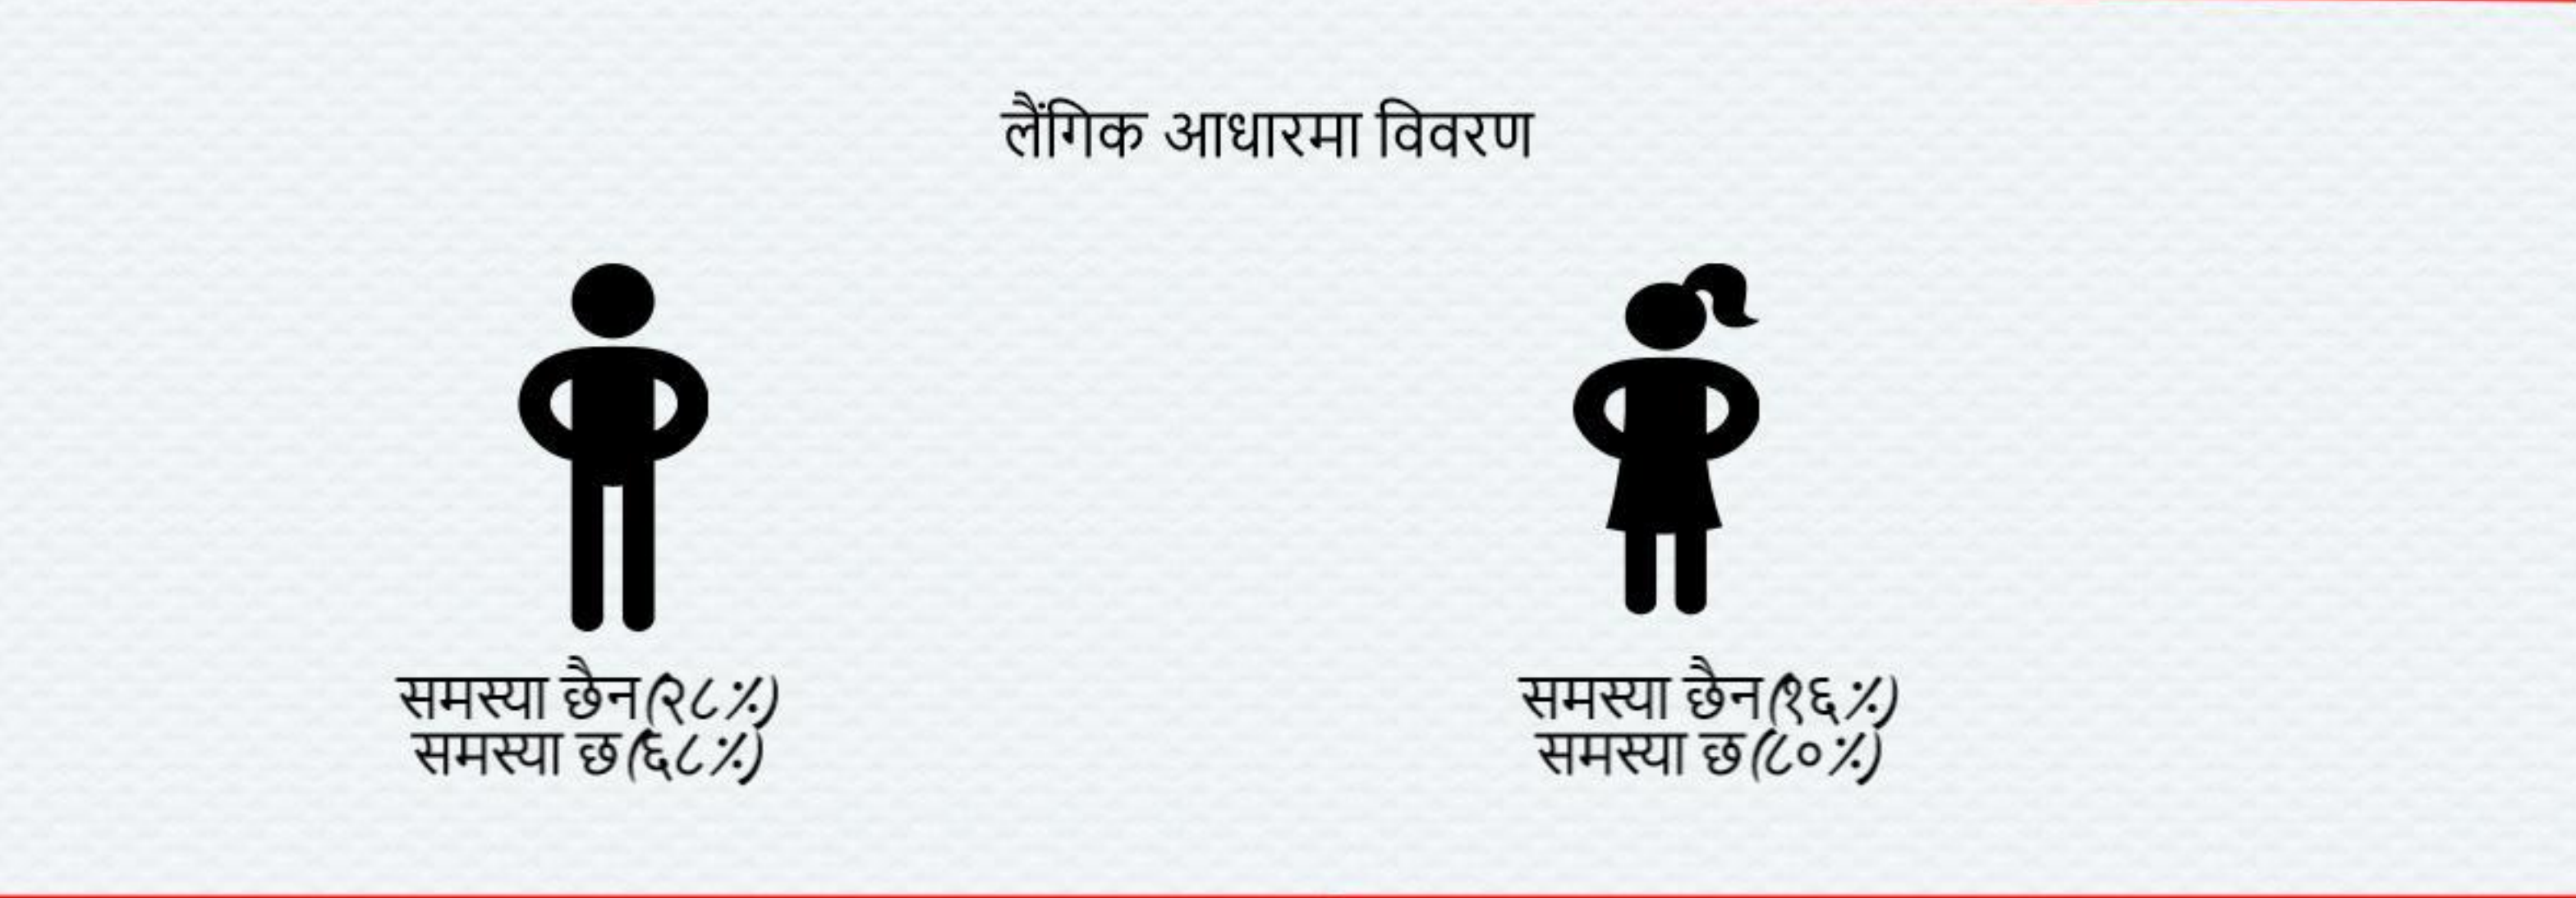 लैंगिक आधारमा विवरण
समस्या छैन(२८%)
समस्या छ(६८%)
समस्या छैन(१६%)
समस्या छ(८०%)